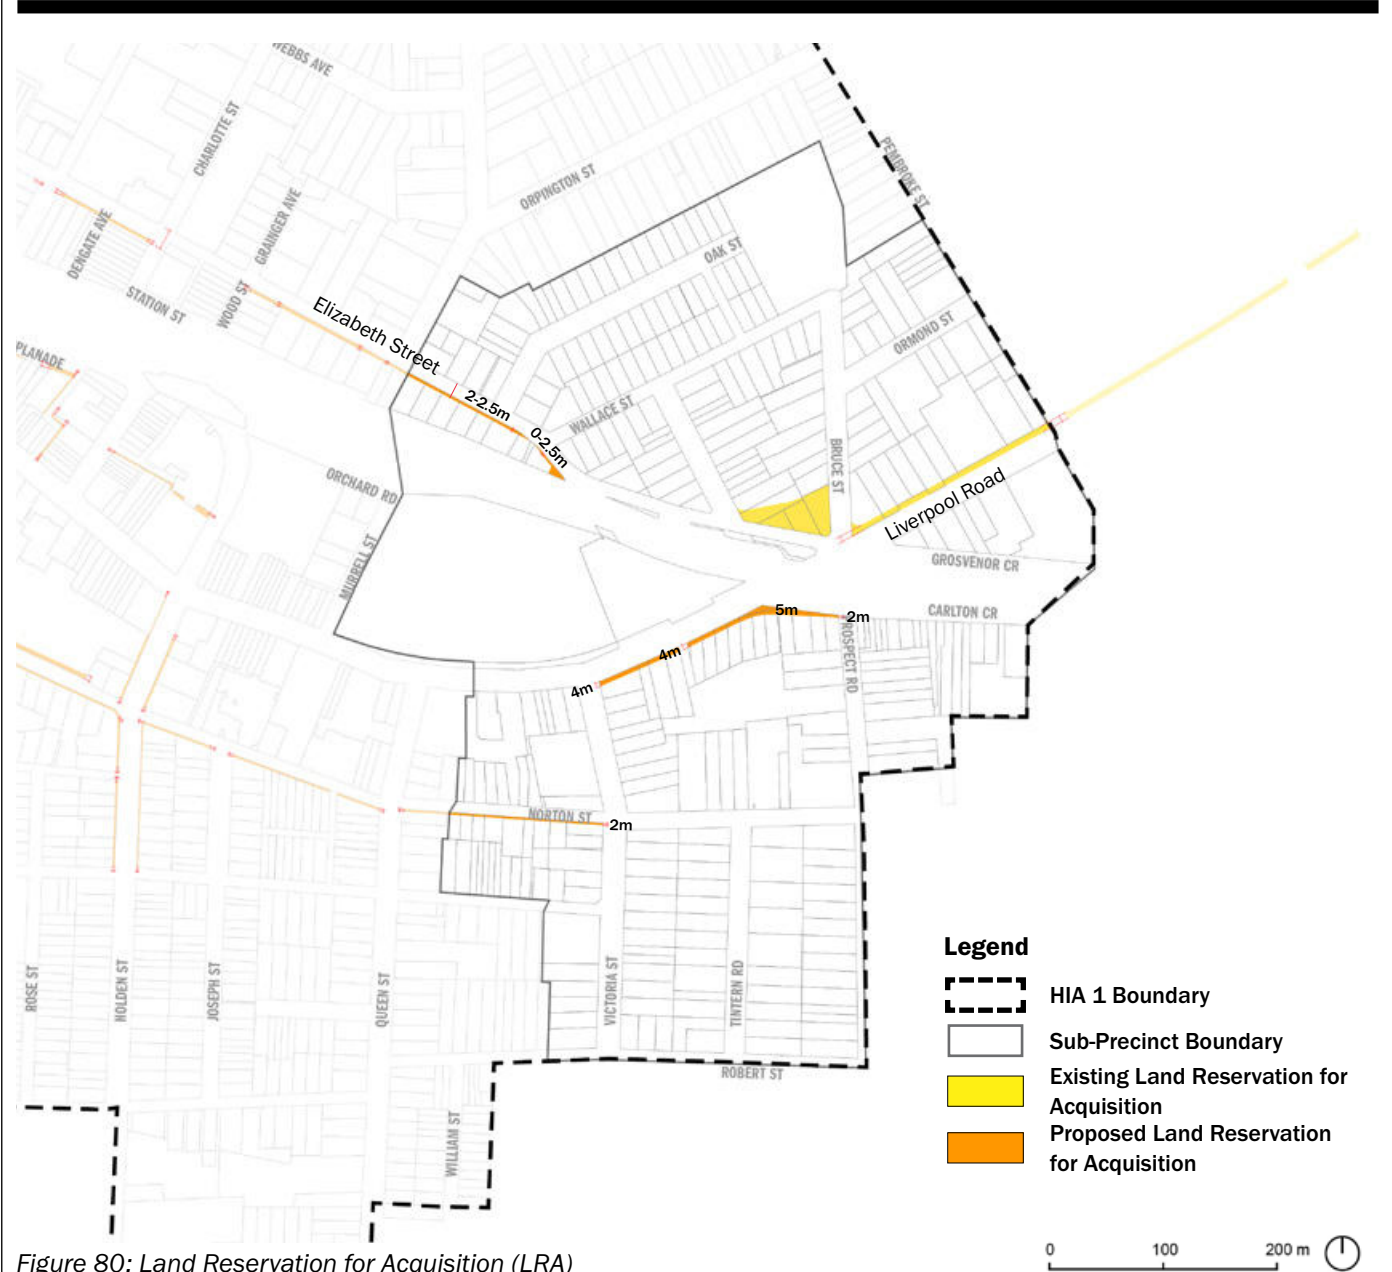 WEBBS AVE
CHARLOTTE ST
PEMBROKE ST
ORPINGTON ST
DENGATE AVE
GRAINGER AVE
OAK ST
STATION ST
WOOD ST
Elizabeth Street
ORMOND ST
PLANADE
2-2.5m
WALLACE ST
0-2.5m
BRUCE ST
ORCHARD RD
Liverpool Road
MURRELL ST
GROSVENOR CR
5m
2m
CARLTON CR
4m
ROSPECT RD
4m
NORTON ST
2m
ROSE ST
HOLDEN ST
JOSEPH ST
QUEEN ST
VICTORIA ST
TINTERN RD
ROBERT ST
WILLIAM ST
Legend
HIA 1 Boundary
Sub-Precinct Boundary
Existing Land Reservation for
Acquisition
Proposed Land Reservation
for Acquisition
0 100 200 m
Figure 80: Land Reservation for Acquisition (LRA)